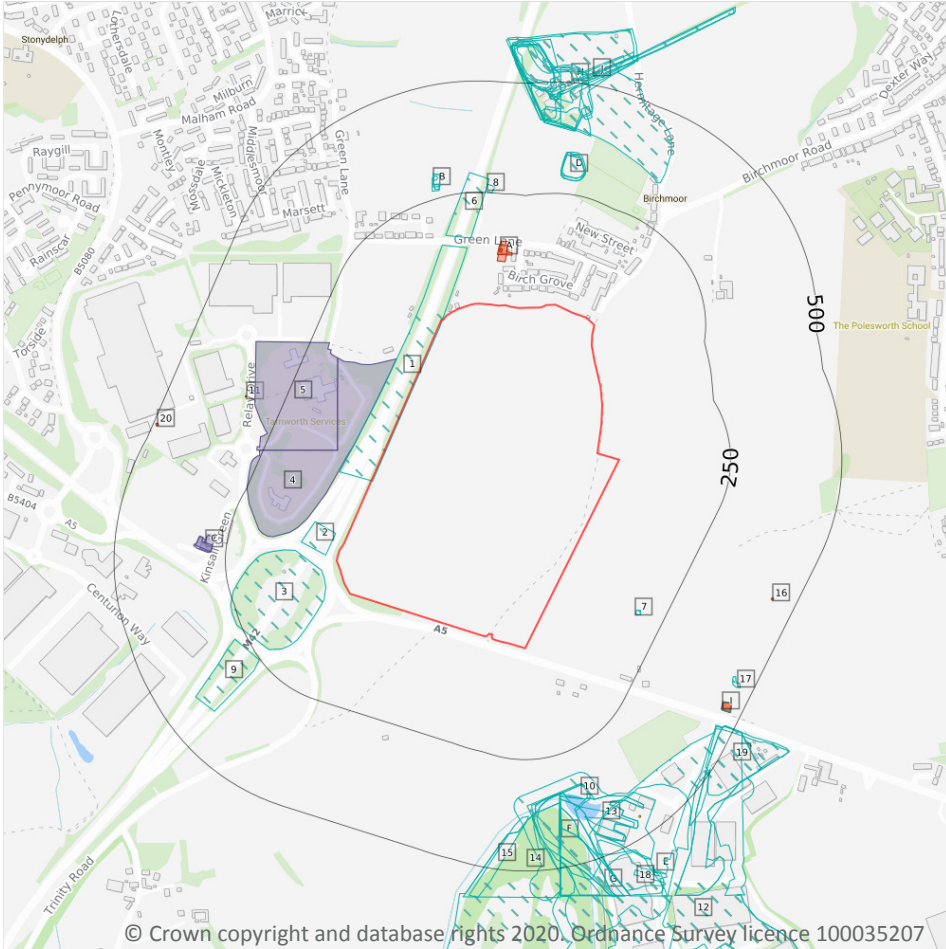 Marrick
Stonydelph
Lothersdale
Milburn
Malham Road
Dexter Way
Hermitage Lane
Raygill
Montley
Mossdale
Mickleton
Middlesmoor
Green Lane
Birchmoor Road
Pennymoor Road
Marsett
Birchmoor
Rainscar
B5080
Green Lane
New Street
Birch Grove
Torside
500
The Polesworth School
Relay Drive
Tamworth Services
250
B5404
A5
Kinsall Green
Centurion Way
M42
A5
Trinity Road
B
D
8
6
1
11
5
20
4
C
2
3
7
16
9
17
I
19
10
13
F
15
14
E
G
18
12
© Crown copyright and database rights 2020. Ordnance Survey licence 100035207